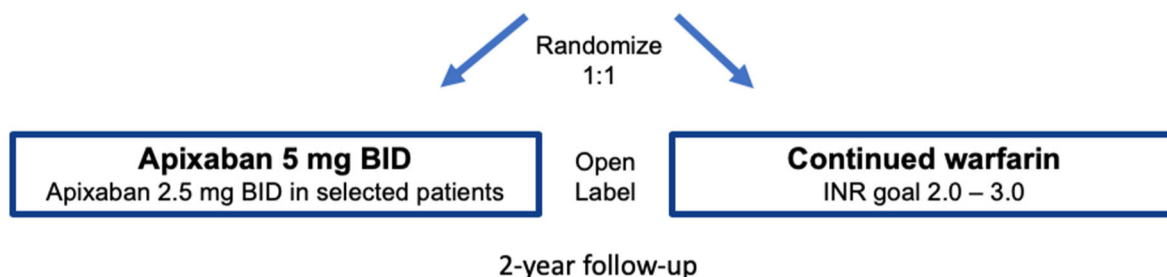 Randomize
1:1
Apixaban 5 mg BID
Apixaban 2.5 mg BID in selected patients
Open
Label
Continued warfarin
INR goal 2.0 – 3.0
2-year follow-up